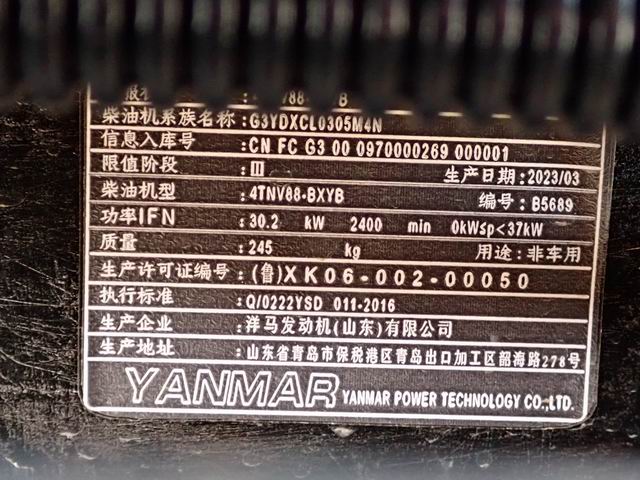 柴油机系族名称:G3YDXCL0305M4N
信息入库号:CN FC G3 00 0970000269 000001
限值阶段:Ⅲ 生产日期:2023/03
柴油机型:4TNV88-BXYB 编号:B5689
功率IFN:30.2 kW 2400 min 0kW≤p<37kW
质量:245 kg 用途:非车用
生产许可证编号:(鲁)XK06-002-00050
执行标准:Q/0222YSD 011-2016
生产企业:洋马发动机(山东)有限公司
生产地址:山东省青岛市保税港区青岛出口加工区韶海路278号
YANMAR YANMAR POWER TECHNOLOGY CO.,LTD.